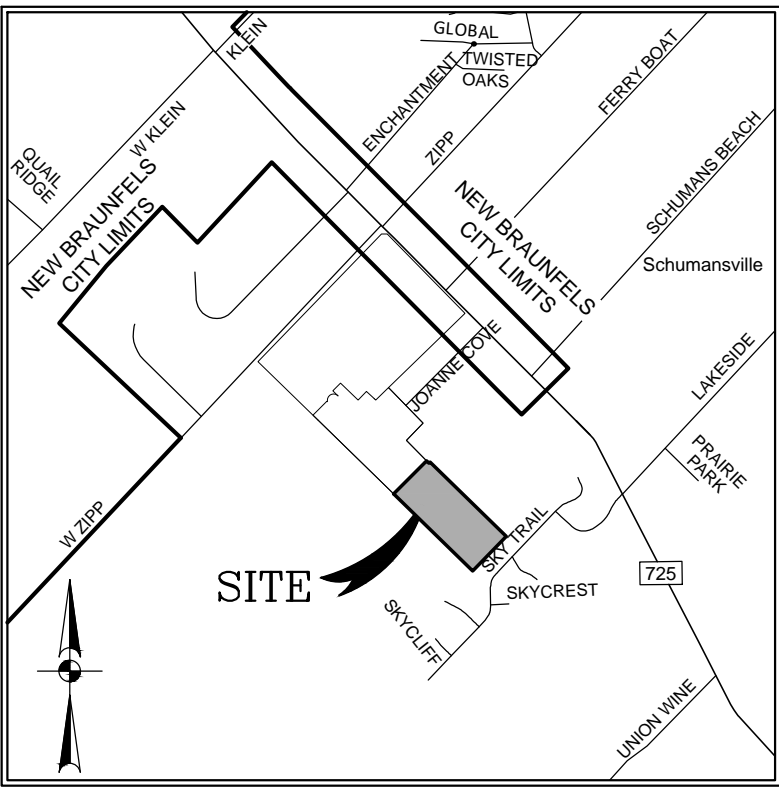 GLOBAL
KLEIN
TWISTED
OAKS
ENCHANTMENT
FERRY BOAT
ZIPP
W KLEIN
QUAIL
RIDGE
SCHUMANS BEACH
NEW BRAUNFELS
CITY LIMITS
NEW BRAUNFELS
CITY LIMITS
Schumansville
JOANNE COVE
LAKESIDE
PRAIRIE
PARK
W ZIPP
SKY TRAIL
725
SITE
SKYCREST
SKYCLIFF
UNION WINE